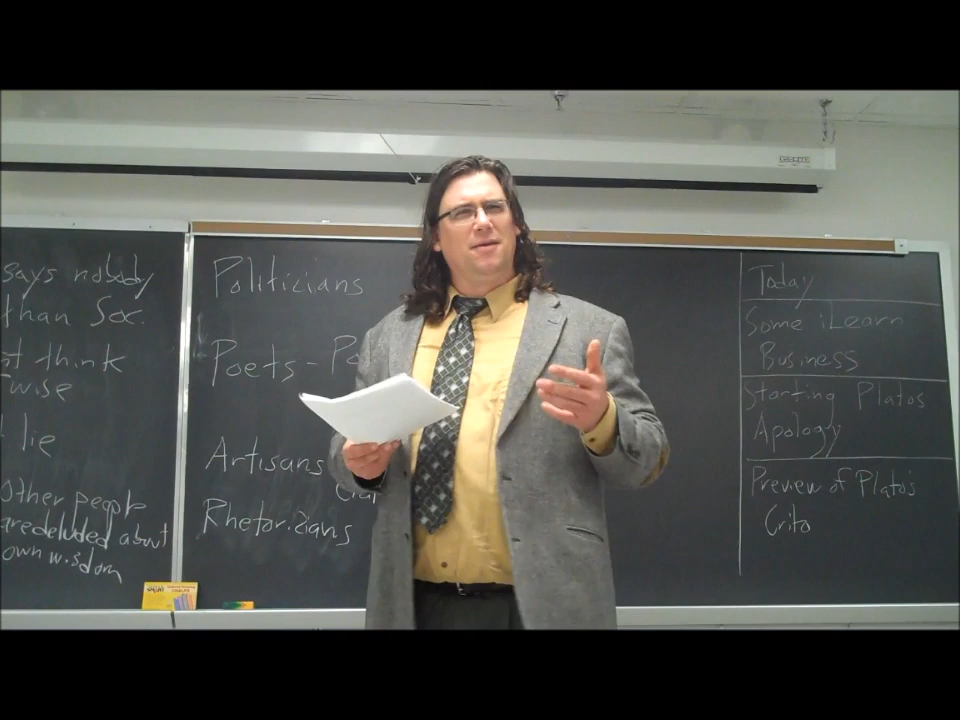 says nobody
than Soc.
think
wise
lie
Other people
are deluded about
own wisdom
Politicians
Poets - Po
Artisans
Rhetoricians
Today
Some iLearn
Business
Starting Platos
Apology
Preview of Plato's
Crito